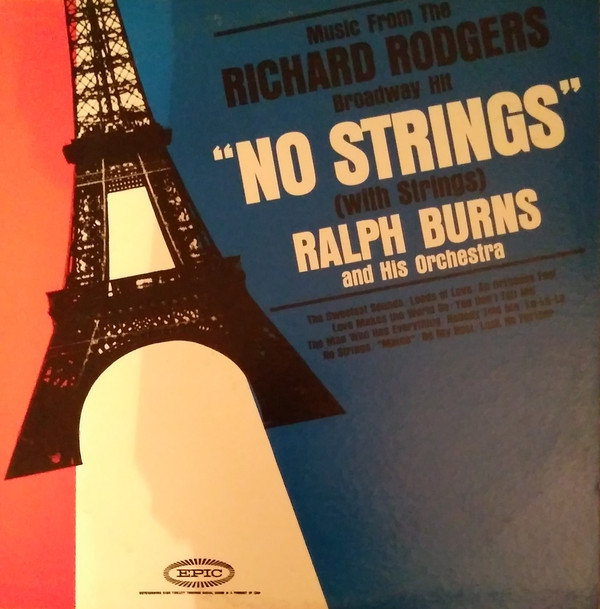 Music From The
RICHARD RODGERS
Broadway Hit
"NO STRINGS"
(With Strings)
RALPH BURNS
and His Orchestra
The Sweetest Sounds · Loads of Love · An Orthodox Fool
Love Makes the World Go · You Don't Tell Me
The Man Who Has Everything · Nobody Told Me · La-La-La
No Strings · "Maine" · Be My Host · Look No Further
EPIC